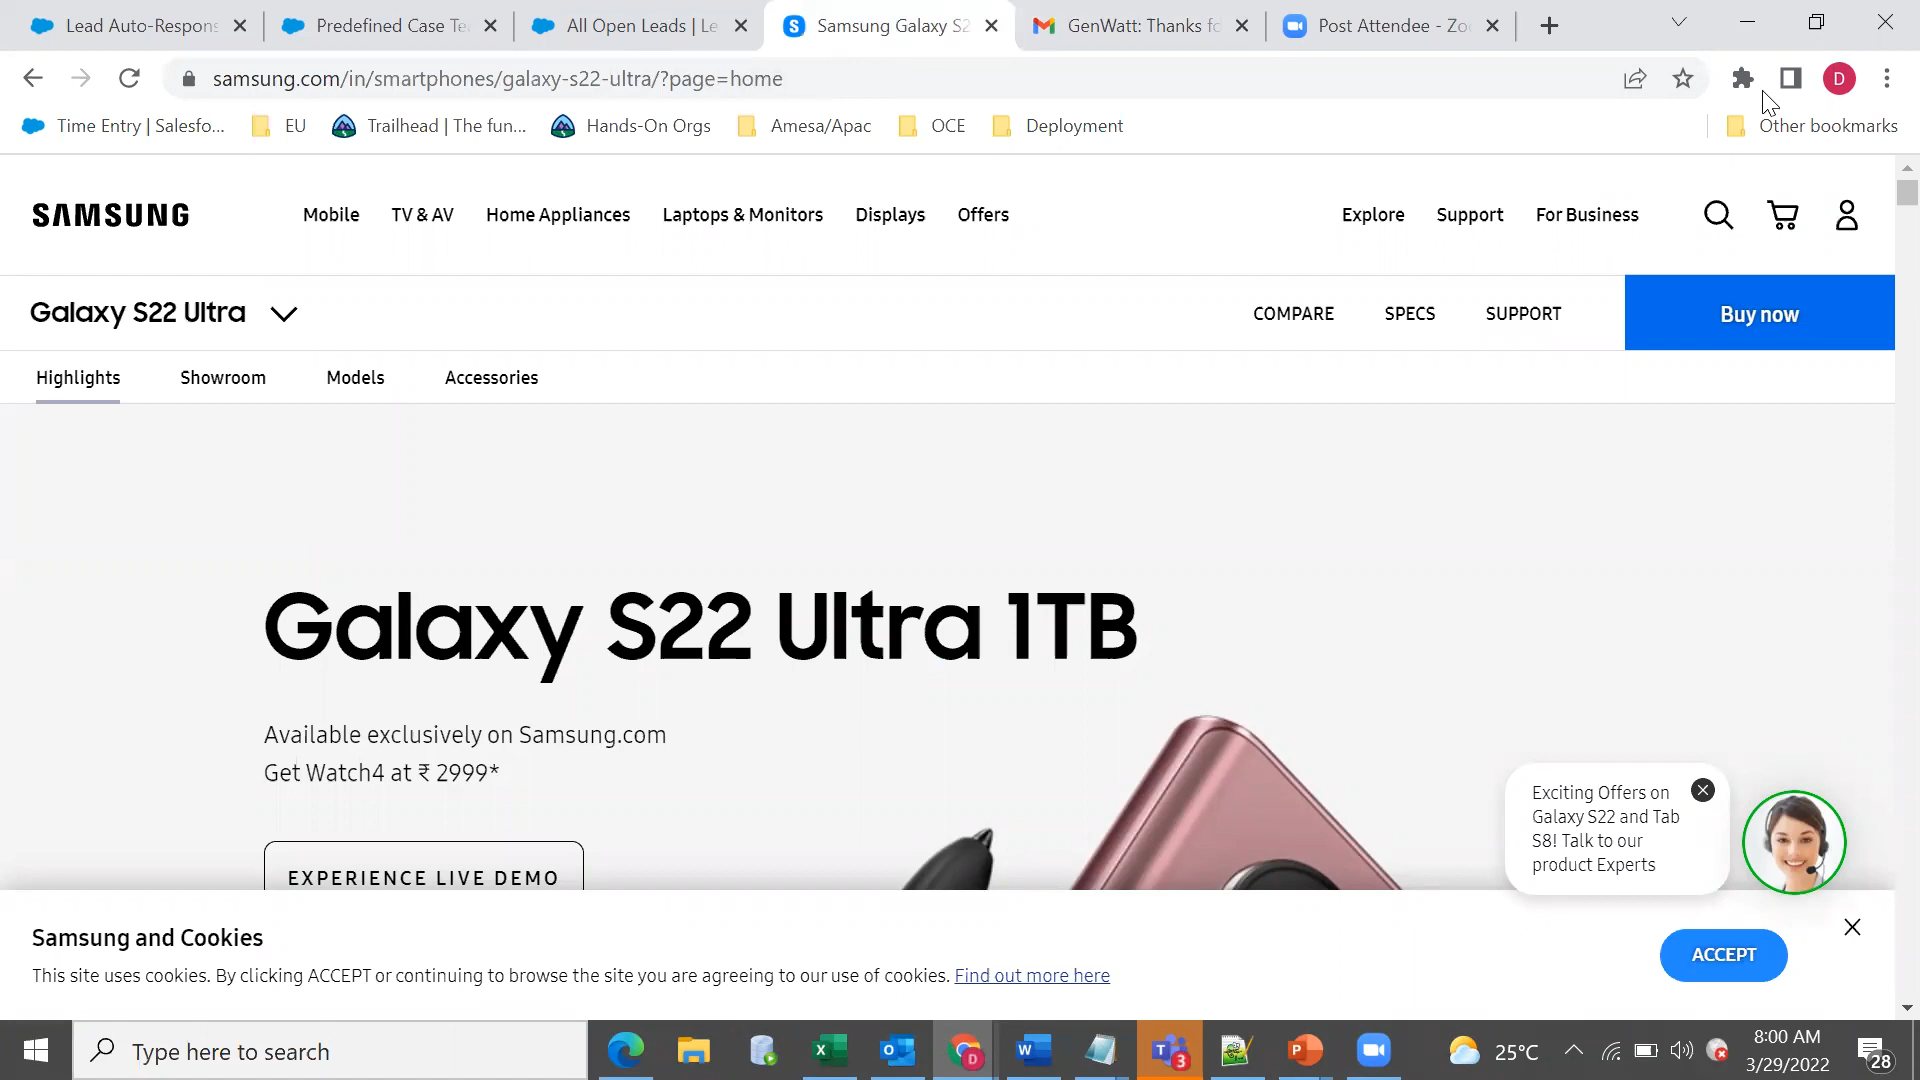 Lead Auto-Respons
Predefined Case Te
All Open Leads | Le
Samsung Galaxy S2
GenWatt: Thanks fo
Post Attendee - Zo
samsung.com/in/smartphones/galaxy-s22-ultra/?page=home
D
Time Entry | Salesfo...
EU
Trailhead | The fun...
Hands-On Orgs
Amesa/Apac
OCE
Deployment
Other bookmarks
SAMSUNG
Mobile
TV & AV
Home Appliances
Laptops & Monitors
Displays
Offers
Explore
Support
For Business
Galaxy S22 Ultra
COMPARE
SPECS
SUPPORT
Buy now
Highlights
Showroom
Models
Accessories
Galaxy S22 Ultra 1TB
Available exclusively on Samsung.com
Get Watch4 at ₹ 2999*
EXPERIENCE LIVE DEMO
Exciting Offers on
Galaxy S22 and Tab
S8! Talk to our
product Experts
Samsung and Cookies
This site uses cookies. By clicking ACCEPT or continuing to browse the site you are agreeing to our use of cookies. Find out more here
ACCEPT
Type here to search
3
25°C
8:00 AM
3/29/2022
28